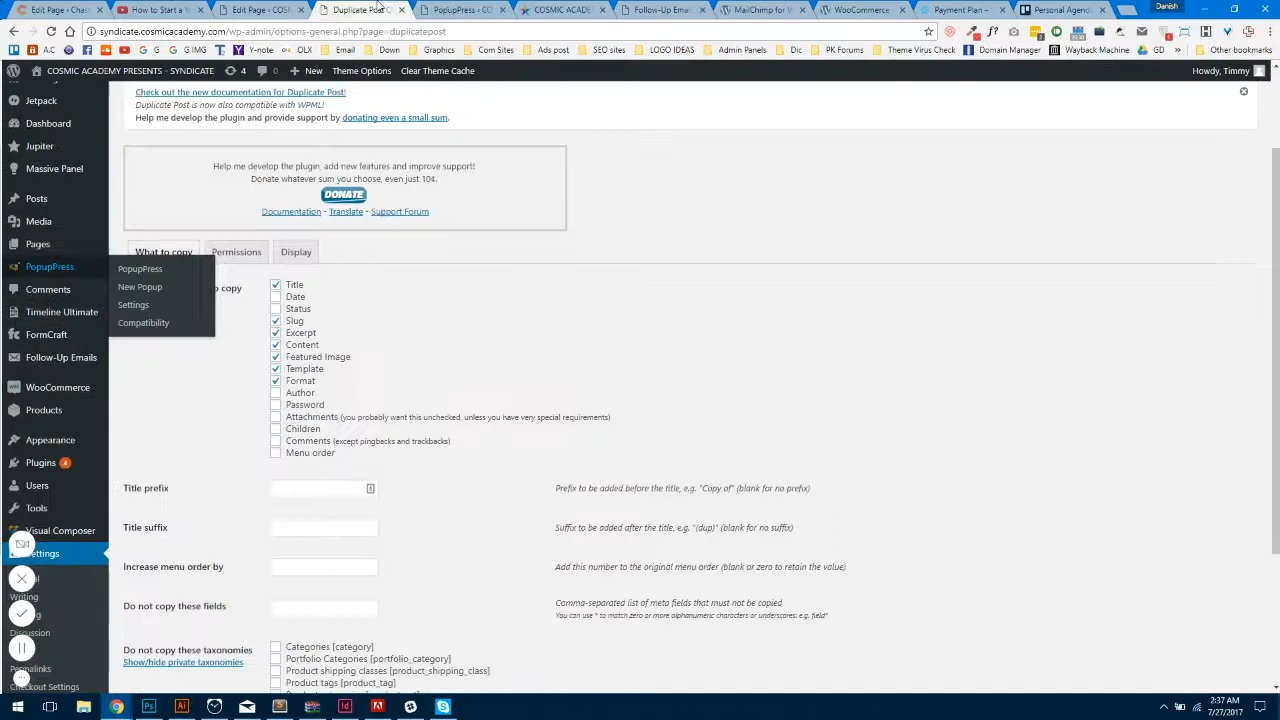 Edit Page ‹ Chast
How to Start a Y
Edit Page ‹ COSM
Duplicate Post O
PopupPress ‹ CO
COSMIC ACADEM
Follow-Up Email
MailChimp for W
WooCommerce
Payment Plan –
Personal Agenda
Danish
syndicate.cosmicacademy.com/wp-admin/options-general.php?page=duplicatepost
Apps
G
G IMG
Y-note
OLX
Email
Down
Graphics
Com Sites
Ads post
SEO sites
LOGO IDEAS
Admin Panels
Dict
PK Forums
Theme Virus Check
Domain Manager
Wayback Machine
GD
»
Other bookmarks
COSMIC ACADEMY PRESENTS - SYNDICATE
4
0
New
Theme Options
Clear Theme Cache
Howdy, Timmy
Jetpack
Dashboard
Jupiter
Massive Panel
Posts
Media
Pages
PopupPress
Comments
Timeline Ultimate
FormCraft
Follow-Up Emails
WooCommerce
Products
Appearance
Plugins 4
Users
Tools
Visual Composer
Settings
Writing
Discussion
Permalinks
Checkout Settings
PopupPress
New Popup
Settings
Compatibility
Check out the new documentation for Duplicate Post!
Duplicate Post is now also compatible with WPML!
Help me develop the plugin and provide support by donating even a small sum.
Help me develop the plugin, add new features and improve support!
Donate whatever sum you choose, even just 10¢.
DONATE
Documentation - Translate - Support Forum
What to copy
Permissions
Display
o copy
Title
Date
Status
Slug
Excerpt
Content
Featured Image
Template
Format
Author
Password
Attachments (you probably want this unchecked, unless you have very special requirements)
Children
Comments (except pingbacks and trackbacks)
Menu order
Title prefix
Prefix to be added before the title, e.g. "Copy of" (blank for no prefix)
Title suffix
Suffix to be added after the title, e.g. "(dup)" (blank for no suffix)
Increase menu order by
Add this number to the original menu order (blank or zero to retain the value)
Do not copy these fields
Comma-separated list of meta fields that must not be copied
You can use * to match zero or more alphanumeric characters or underscores: e.g. field*
Do not copy these taxonomies
Show/hide private taxonomies
Categories [category]
Portfolio Categories [portfolio_category]
Product shipping classes [product_shipping_class]
Product tags [product_tag]
2:37 AM
7/27/2017